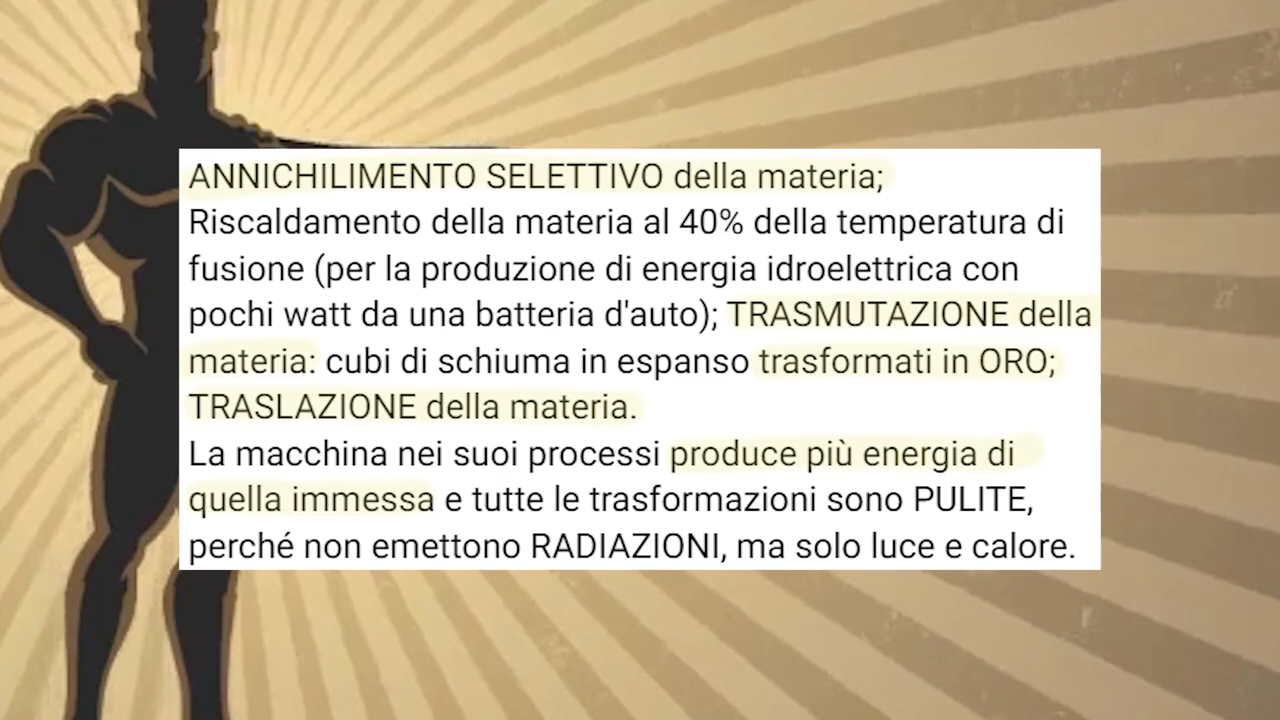 ANNICHILIMENTO SELETTIVO della materia;
Riscaldamento della materia al 40% della temperatura di
fusione (per la produzione di energia idroelettrica con
pochi watt da una batteria d'auto); TRASMUTAZIONE della
materia: cubi di schiuma in espanso trasformati in ORO;
TRASLAZIONE della materia.
La macchina nei suoi processi produce più energia di
quella immessa e tutte le trasformazioni sono PULITE,
perché non emettono RADIAZIONI, ma solo luce e calore.